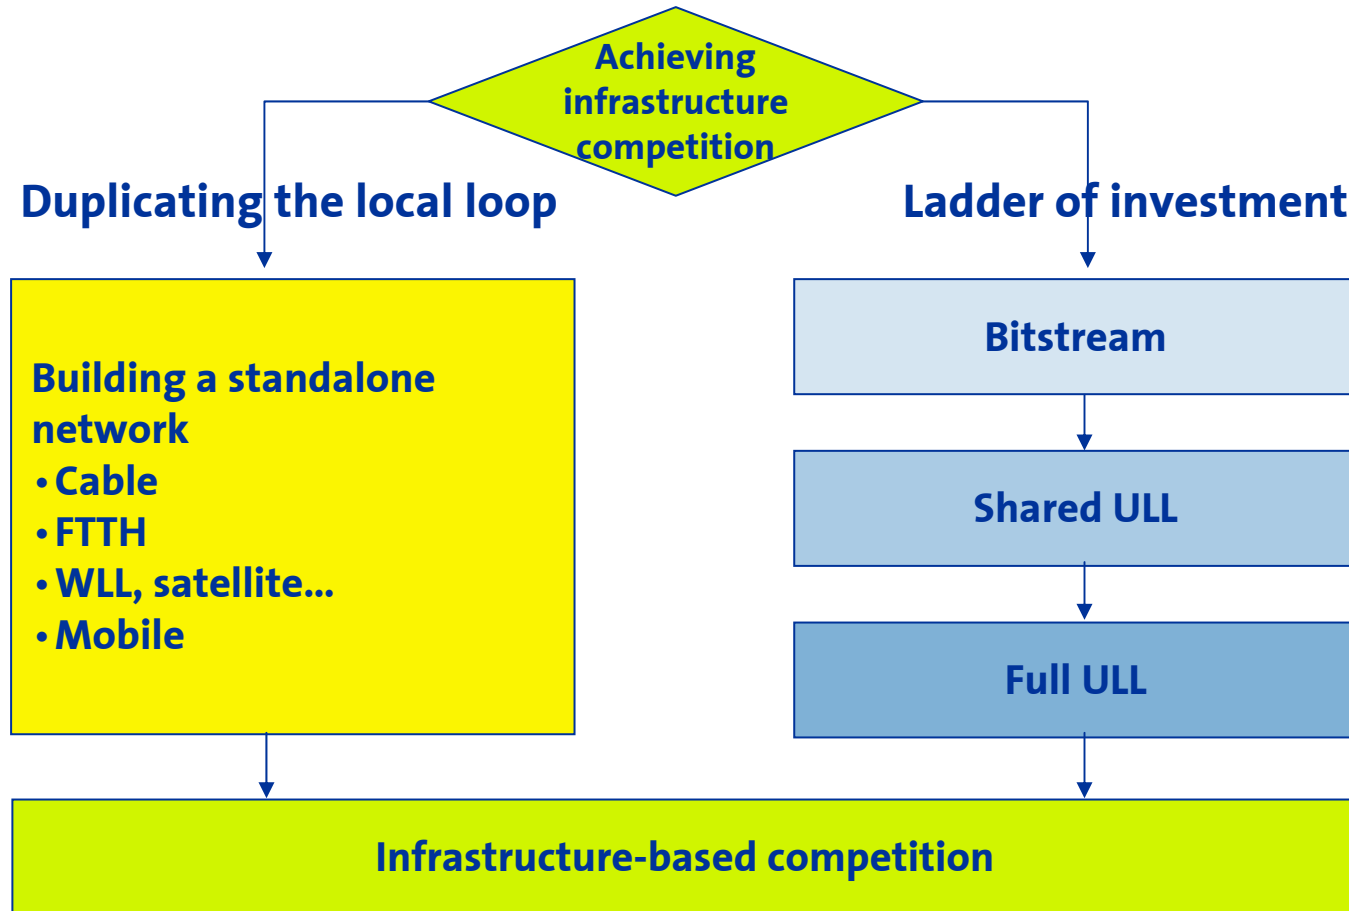 Achieving
infrastructure
competition
Duplicating the local loop
Ladder of investment
Building a standalone
network
• Cable
• FTTH
• WLL, satellite...
• Mobile
Bitstream
Shared ULL
Full ULL
Infrastructure-based competition